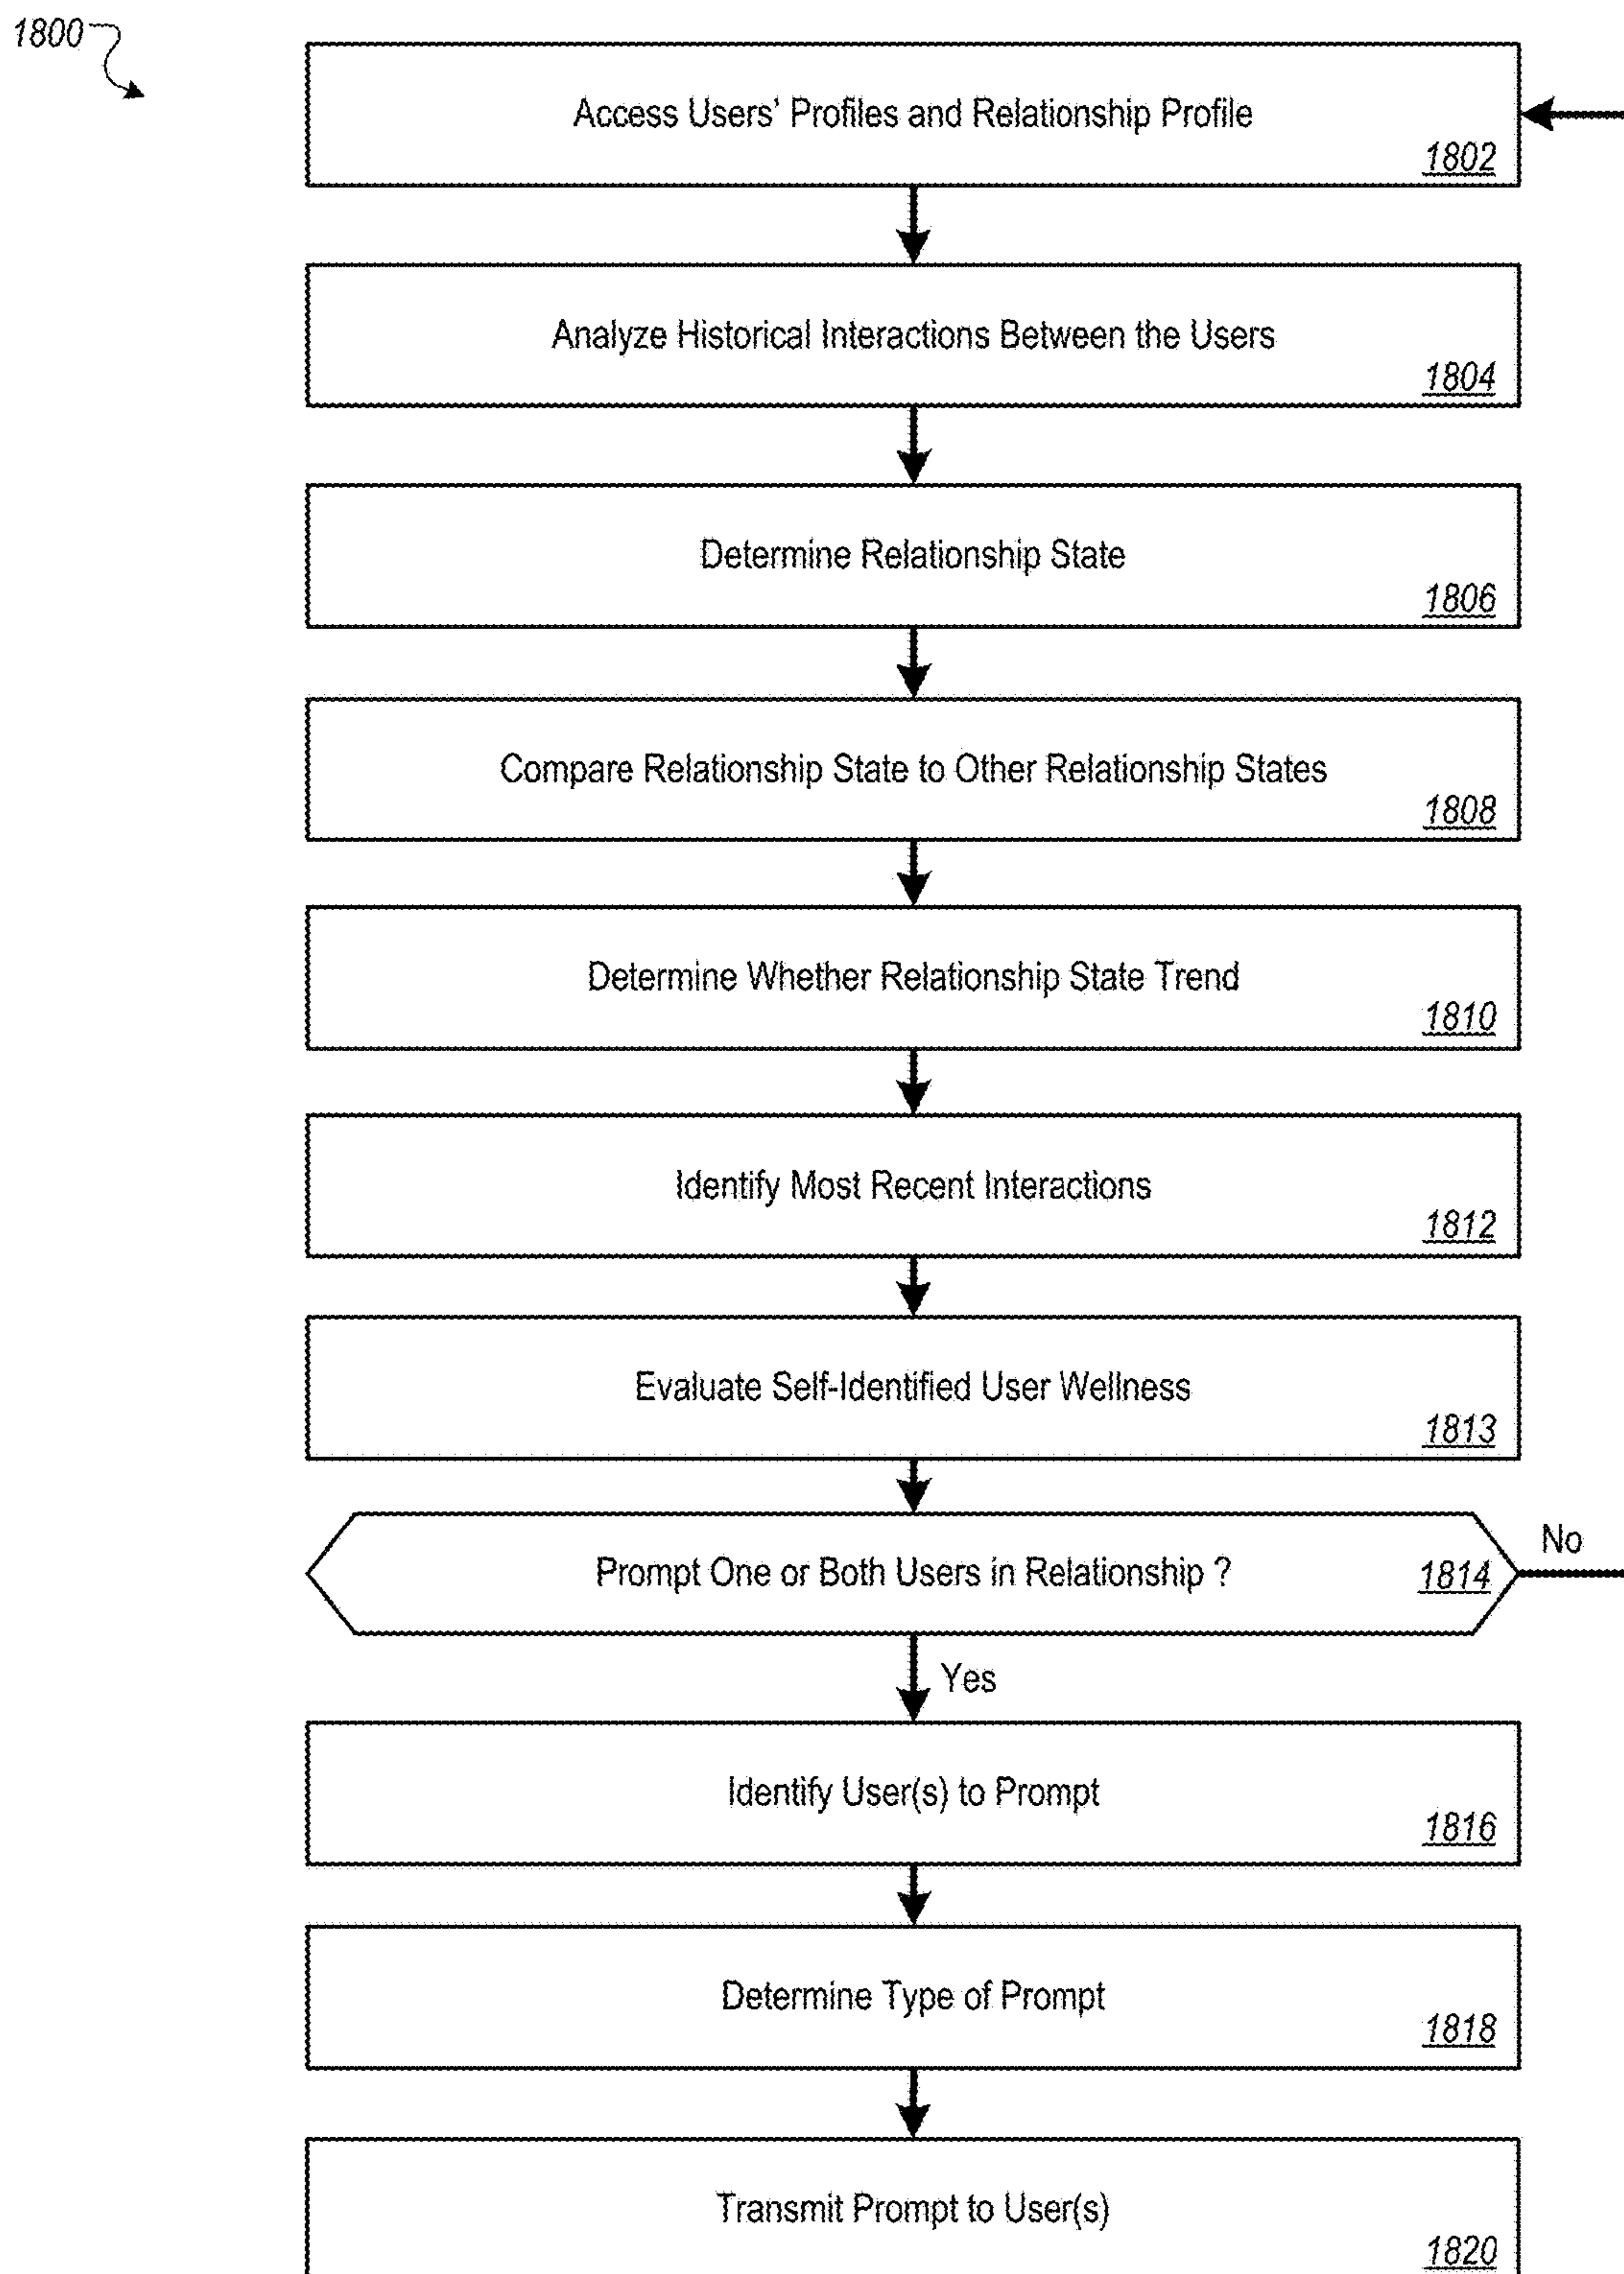 1800
Access Users' Profiles and Relationship Profile
1802
Analyze Historical Interactions Between the Users
1804
Determine Relationship State
1806
Compare Relationship State to Other Relationship States
1808
Determine Whether Relationship State Trend
1810
Identify Most Recent Interactions
1812
Evaluate Self-Identified User Wellness
1813
Prompt One or Both Users in Relationship ?
1814
No
Yes
Identify User(s) to Prompt
1816
Determine Type of Prompt
1818
Transmit Prompt to User(s)
1820